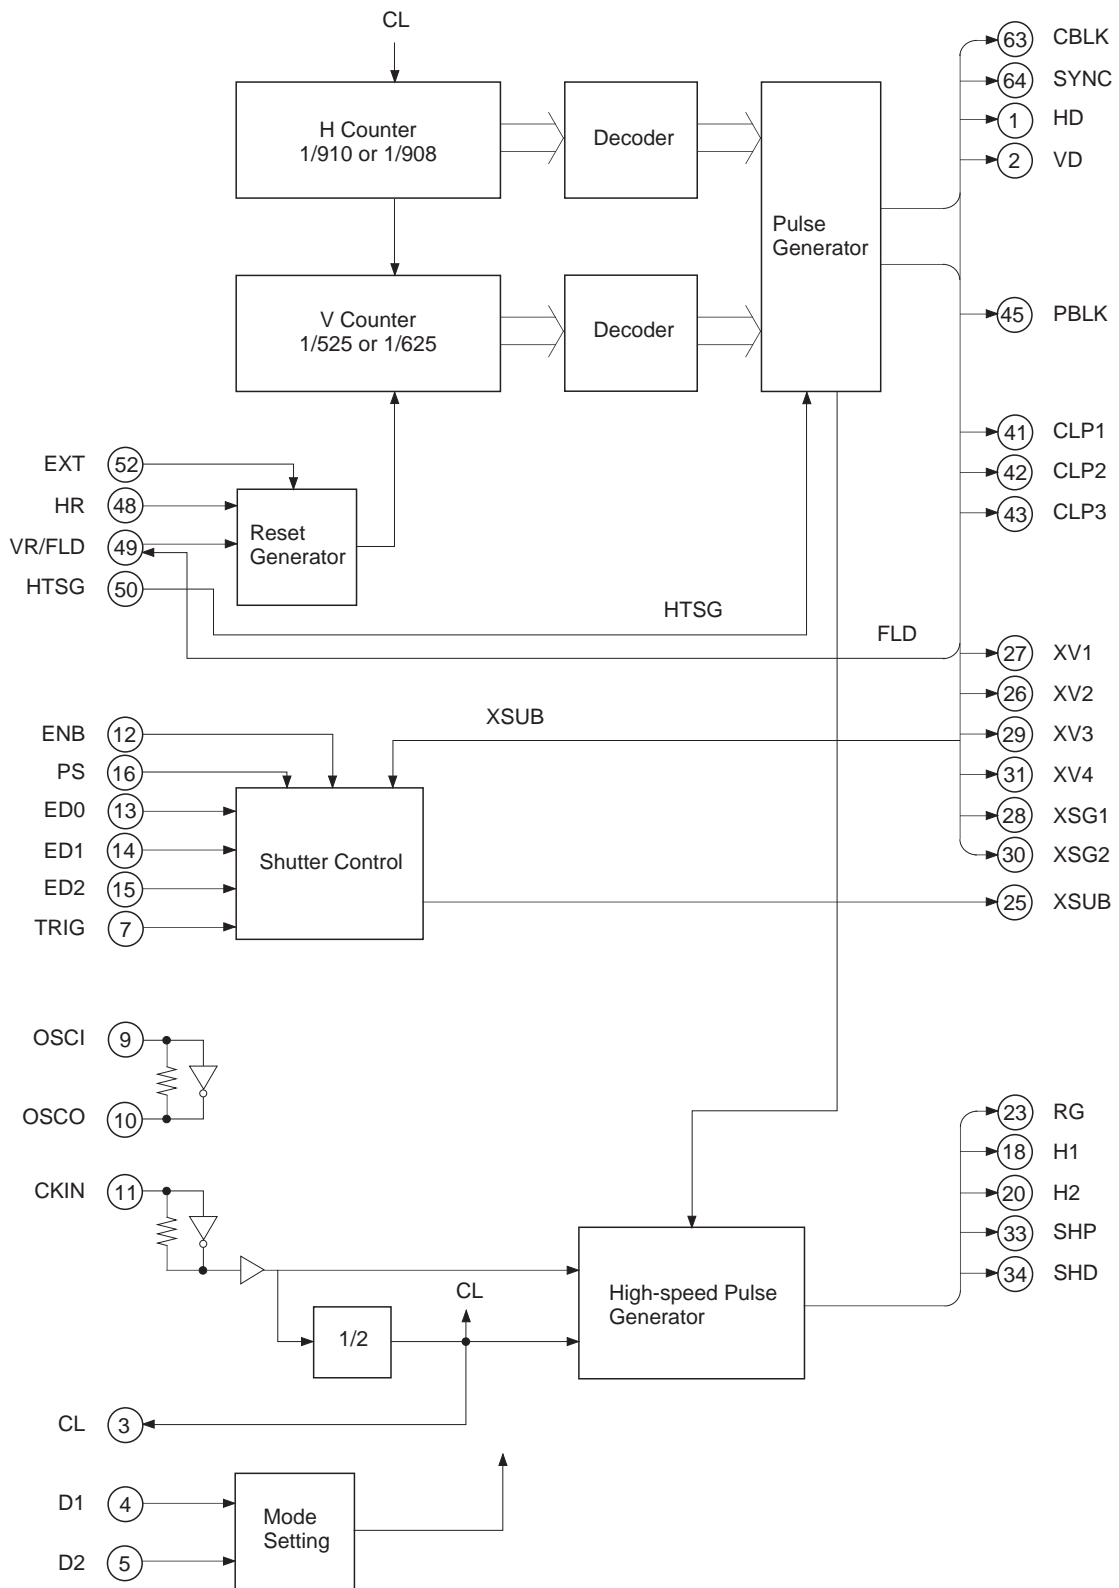 CL
63 CBLK
64 SYNC
1 HD
2 VD
H Counter
1/910 or 1/908
Decoder
Pulse
Generator
V Counter
1/525 or 1/625
Decoder
45 PBLK
41 CLP1
42 CLP2
43 CLP3
EXT 52
HR 48
VR/FLD 49
HTSG 50
Reset
Generator
HTSG
FLD
27 XV1
26 XV2
29 XV3
31 XV4
28 XSG1
30 XSG2
25 XSUB
XSUB
ENB 12
PS 16
ED0 13
ED1 14
ED2 15
TRIG 7
Shutter Control
OSCI 9
OSCO 10
CKIN 11
23 RG
18 H1
20 H2
33 SHP
34 SHD
CL
High-speed Pulse
Generator
1/2
CL 3
D1 4
D2 5
Mode
Setting